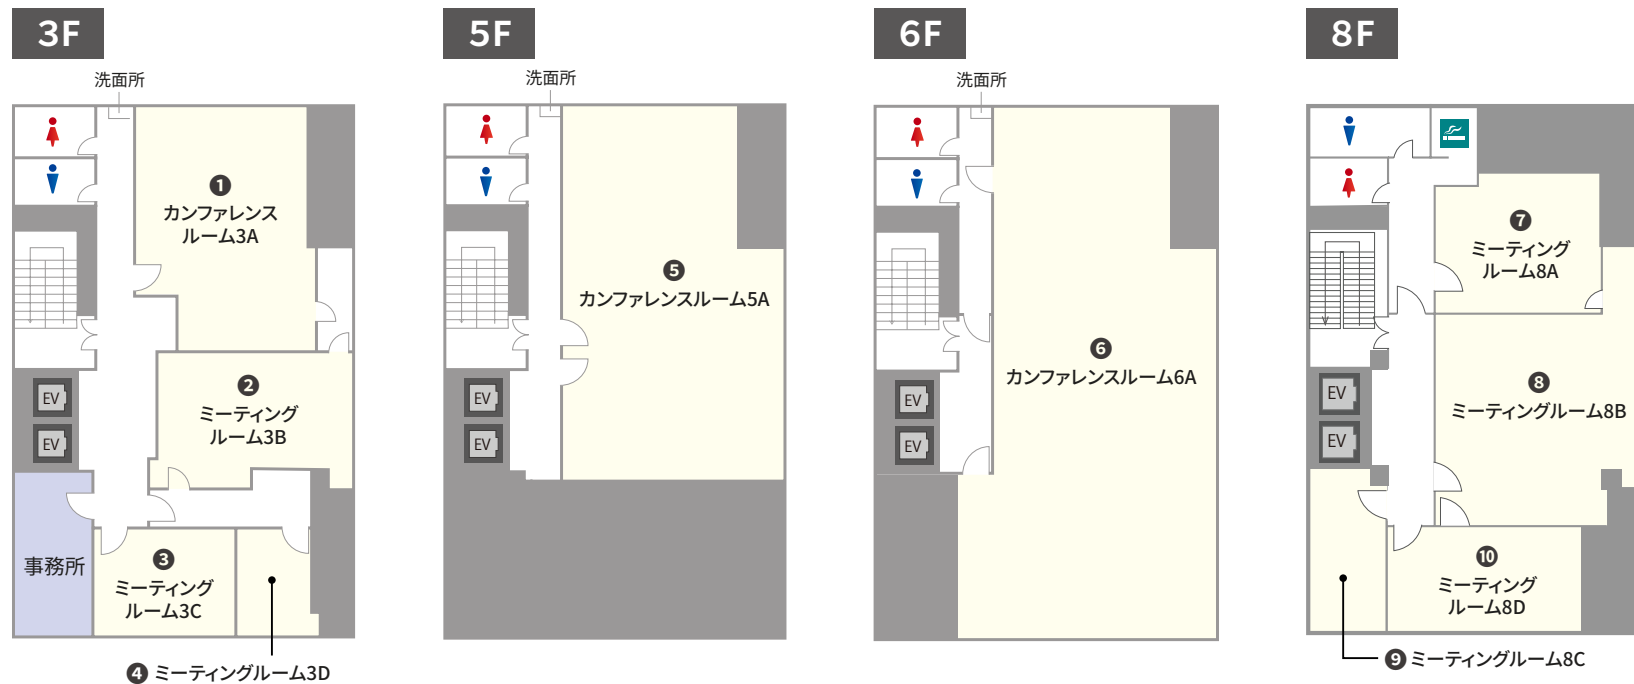 3F
洗面所
❶
カンファレンス
ルーム3A
❷
ミーティング
ルーム3B
EV
EV
事務所
❸
ミーティング
ルーム3C
❹ ミーティングルーム3D
5F
洗面所
❺
カンファレンスルーム5A
EV
EV
6F
洗面所
❻
カンファレンスルーム6A
EV
EV
8F
❼
ミーティング
ルーム8A
❽
ミーティングルーム8B
EV
EV
❿
ミーティング
ルーム8D
❾ ミーティングルーム8C